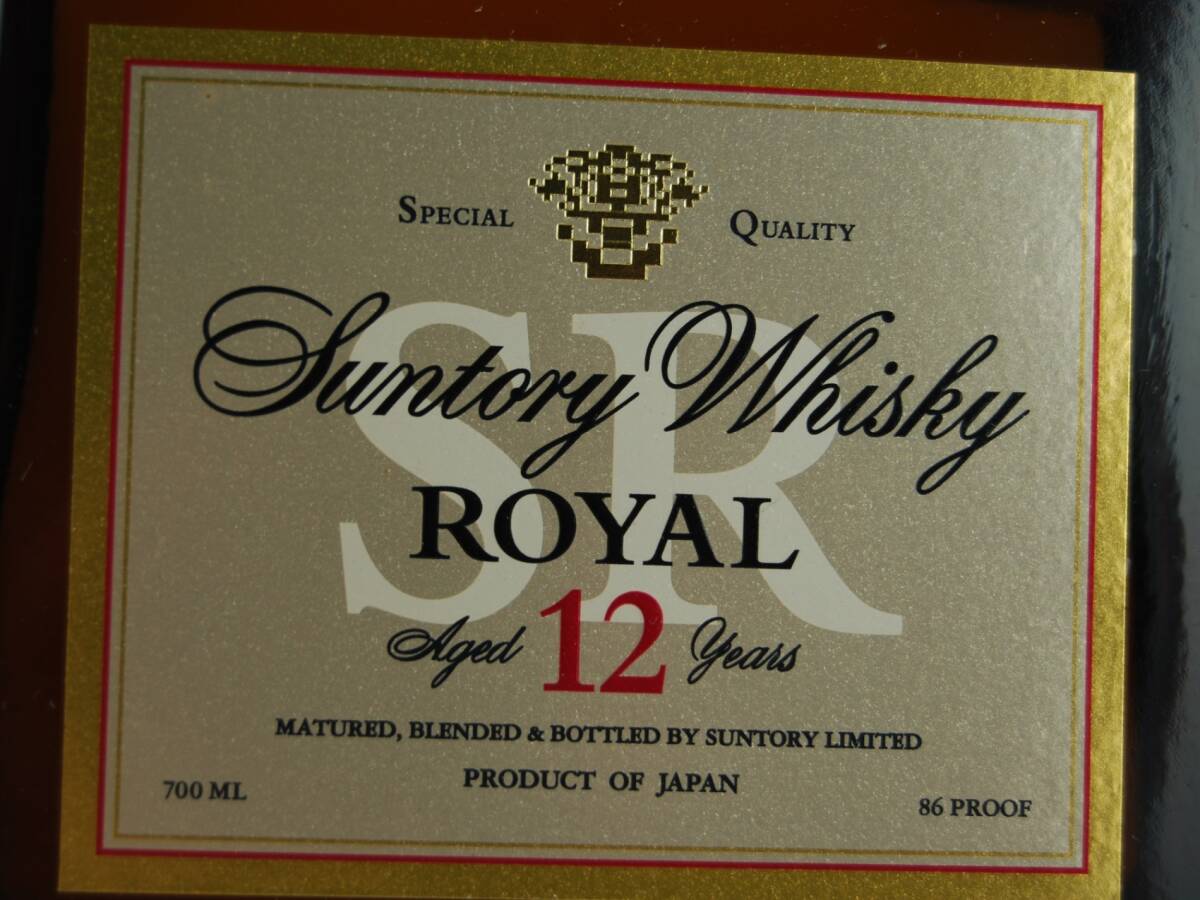 SPECIAL QUALITY
SR
Suntory Whisky
ROYAL
Aged 12 Years
MATURED, BLENDED & BOTTLED BY SUNTORY LIMITED
PRODUCT OF JAPAN
700 ML
86 PROOF